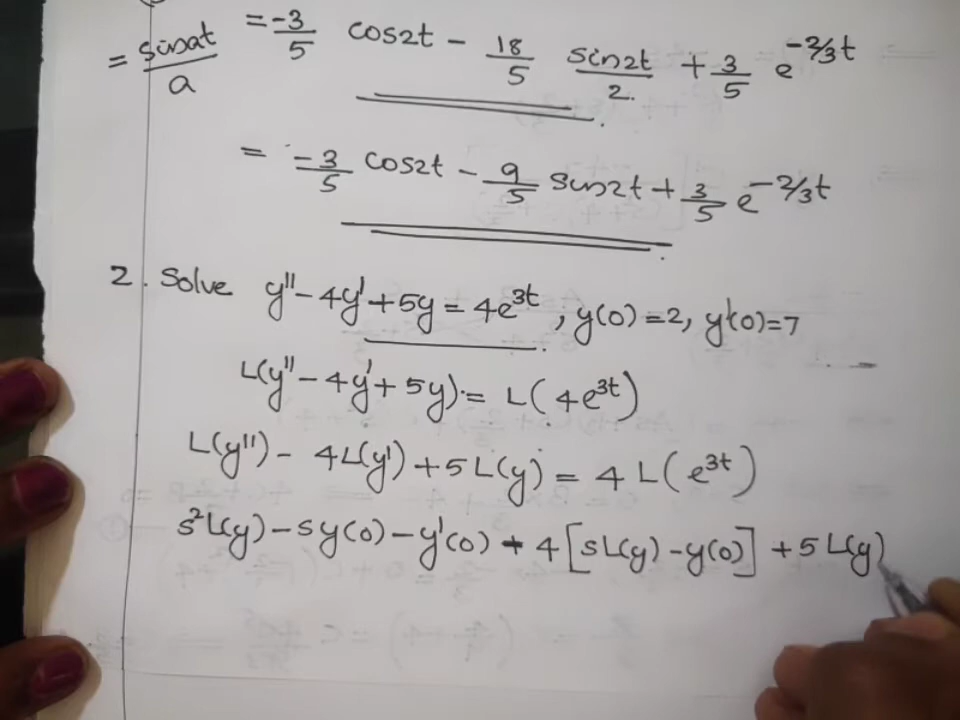 = sinat/a = -3/5 cos2t - 18/5 sin2t/2 + 3/5 e^-2/3t
= -3/5 cos2t - 9/5 sin2t + 3/5 e^-2/3t
2. Solve y'' - 4y' + 5y = 4e^3t, y(0) = 2, y'(0) = 7
L(y'' - 4y' + 5y) = L(4e^3t)
L(y'') - 4L(y') + 5L(y) = 4L(e^3t)
s²L(y) - sy(0) - y'(0) - 4[sL(y) - y(0)] + 5L(y)